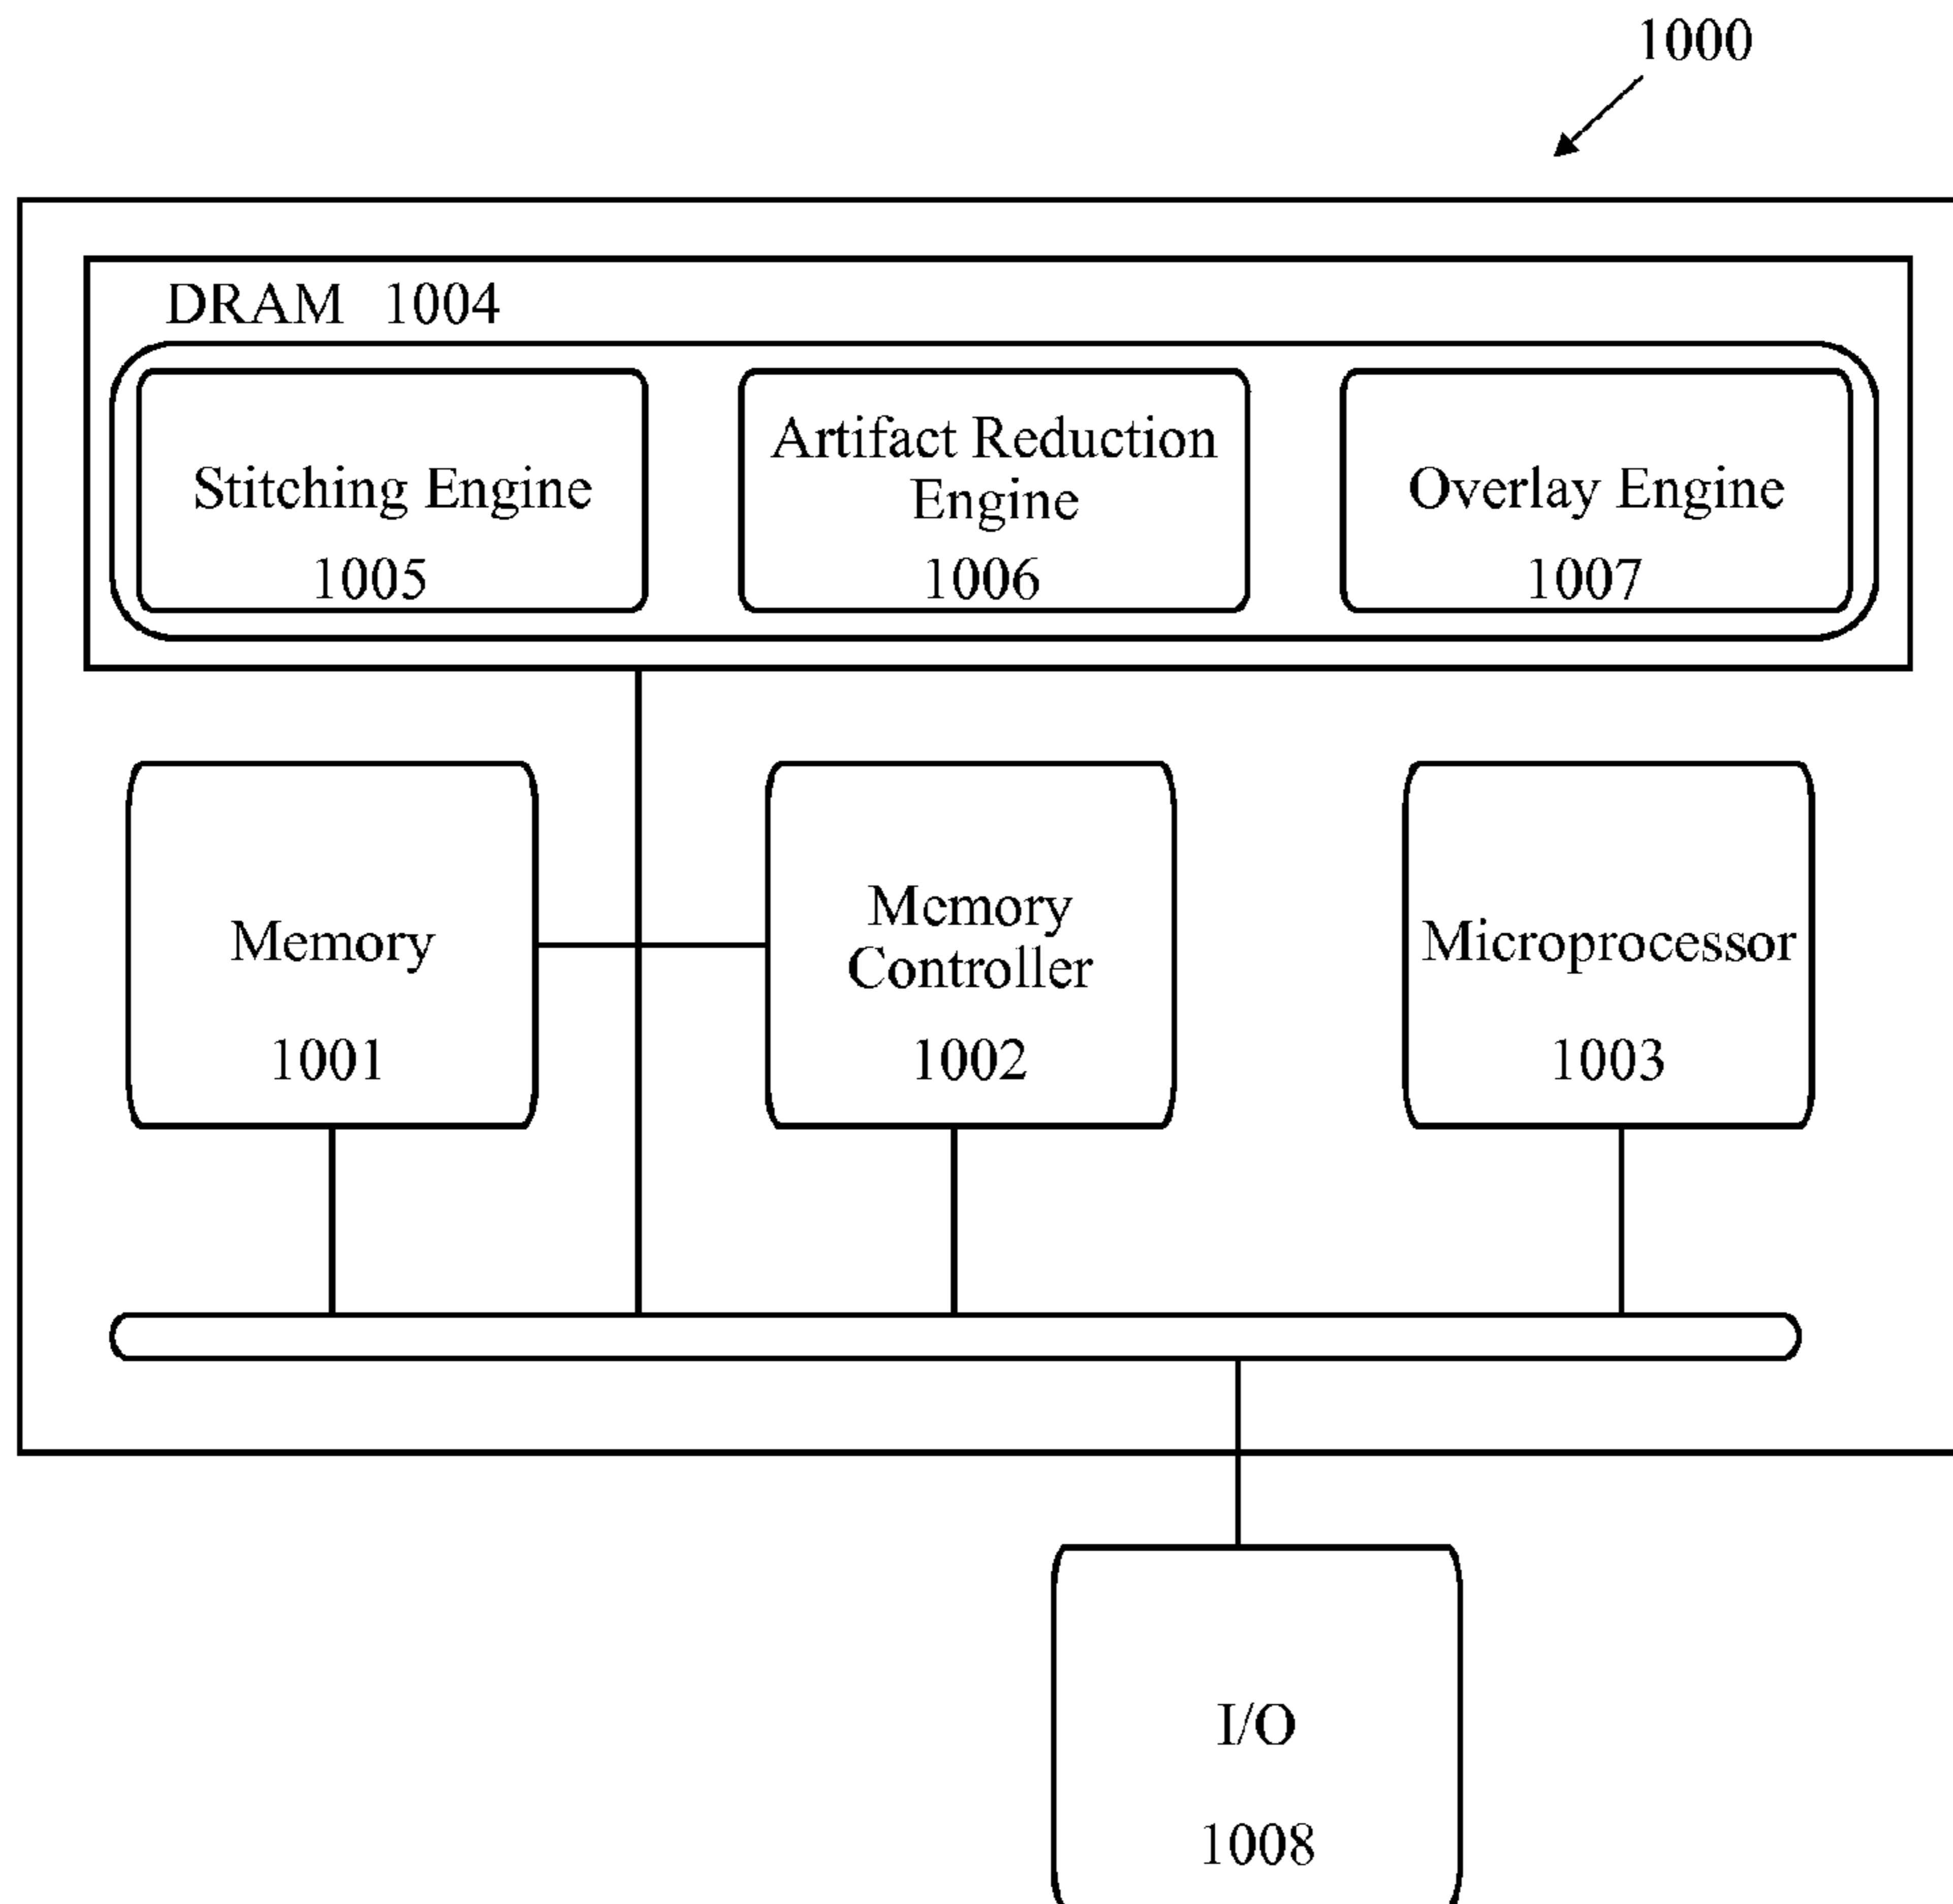 1000
DRAM 1004
Stitching Engine
1005
Artifact Reduction
Engine
1006
Overlay Engine
1007
Memory
1001
Memory
Controller
1002
Microprocessor
1003
I/O
1008